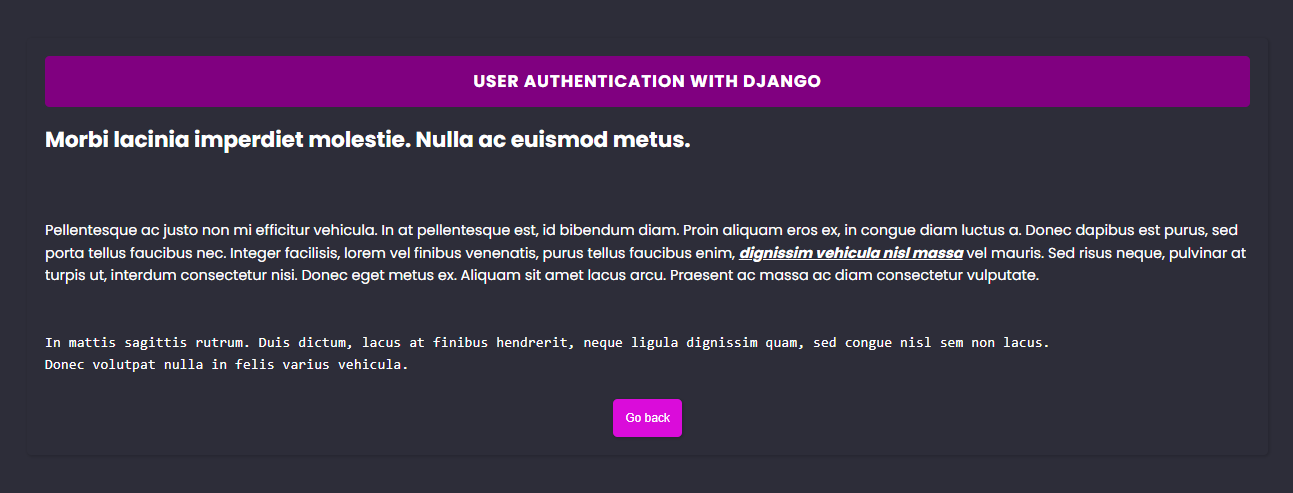 USER AUTHENTICATION WITH DJANGO
Morbi lacinia imperdiet molestie. Nulla ac euismod metus.
Pellentesque ac justo non mi efficitur vehicula. In at pellentesque est, id bibendum diam. Proin aliquam eros ex, in congue diam luctus a. Donec dapibus est purus, sed
porta tellus faucibus nec. Integer facilisis, lorem vel finibus venenatis, purus tellus faucibus enim, dignissim vehicula nisl massa vel mauris. Sed risus neque, pulvinar at
turpis ut, interdum consectetur nisi. Donec eget metus ex. Aliquam sit amet lacus arcu. Praesent ac massa ac diam consectetur vulputate.
In mattis sagittis rutrum. Duis dictum, lacus at finibus hendrerit, neque ligula dignissim quam, sed congue nisl sem non lacus.
Donec volutpat nulla in felis varius vehicula.
Go back